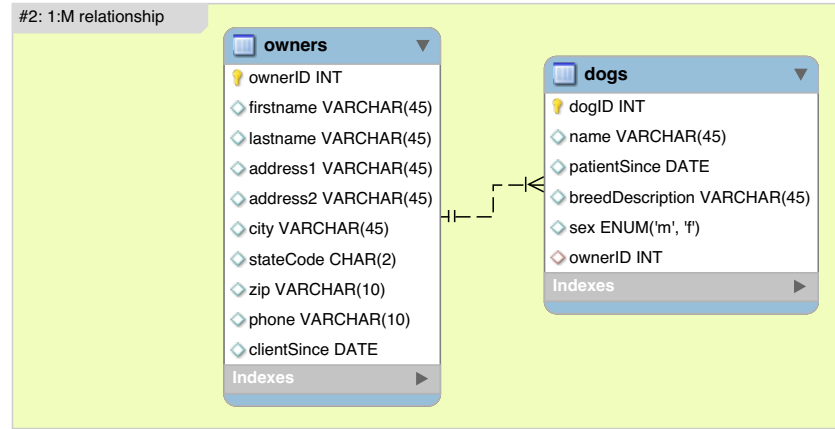 #2: 1:M relationship
owners
ownerID INT
firstname VARCHAR(45)
lastname VARCHAR(45)
address1 VARCHAR(45)
address2 VARCHAR(45)
city VARCHAR(45)
stateCode CHAR(2)
zip VARCHAR(10)
phone VARCHAR(10)
clientSince DATE
Indexes
dogs
dogID INT
name VARCHAR(45)
patientSince DATE
breedDescription VARCHAR(45)
sex ENUM('m', 'f')
ownerID INT
Indexes